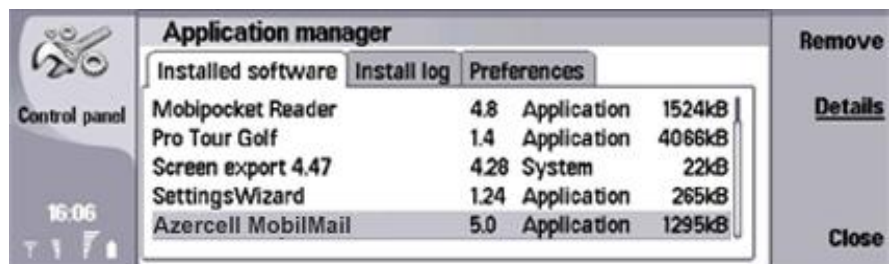 Application manager
Installed software Install log Preferences
Mobipocket Reader 4.8 Application 1524kB
Pro Tour Golf 1.4 Application 4066kB
Screen export 4.47 4.28 System 22kB
SettingsWizard 1.24 Application 265kB
Azercell MobilMail 5.0 Application 1295kB
Control panel
16:06
Remove
Details
Close